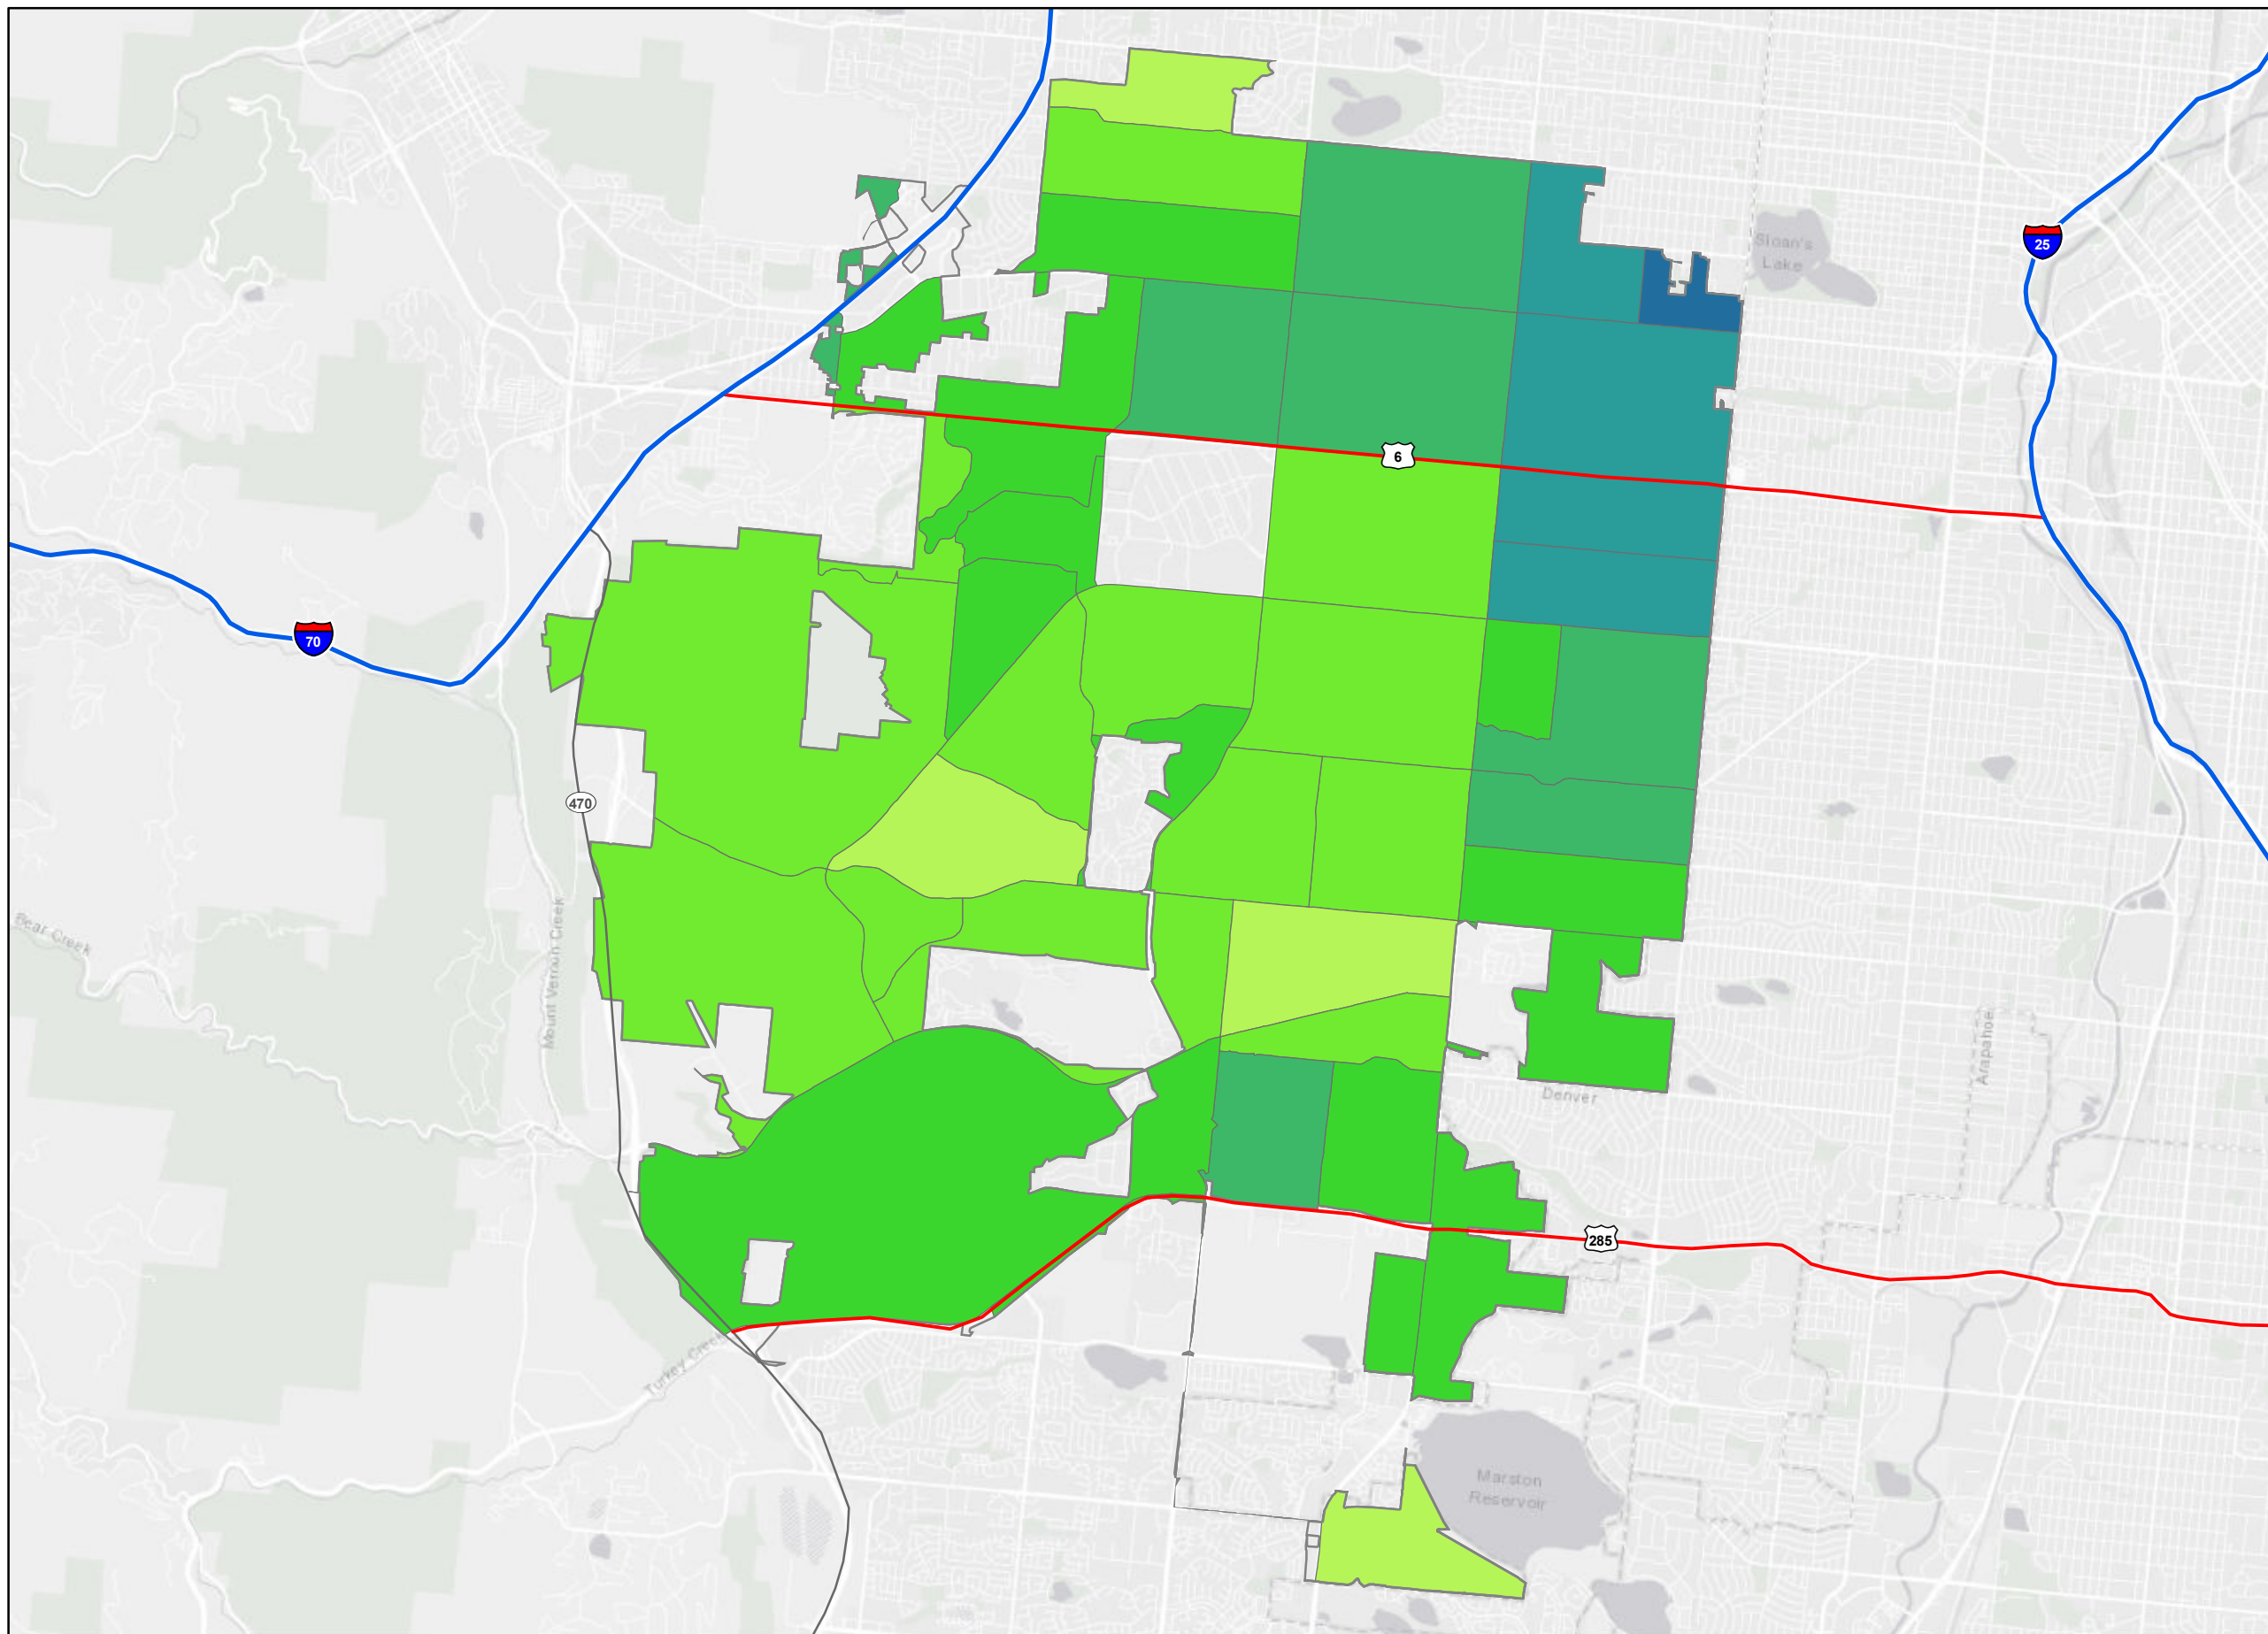 25
Sloan's
Lake
6
70
470
Bear Creek
Mount Vernon Creek
Arapahoe
Denver
285
Turkey Creek
Marston
Reservoir